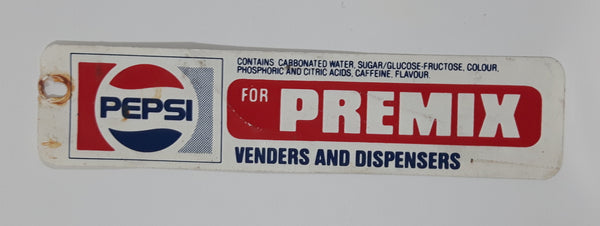 PEPSI
CONTAINS CARBONATED WATER, SUGAR/GLUCOSE-FRUCTOSE, COLOUR,
PHOSPHORIC AND CITRIC ACIDS, CAFFEINE, FLAVOUR.
FOR PREMIX
VENDERS AND DISPENSERS